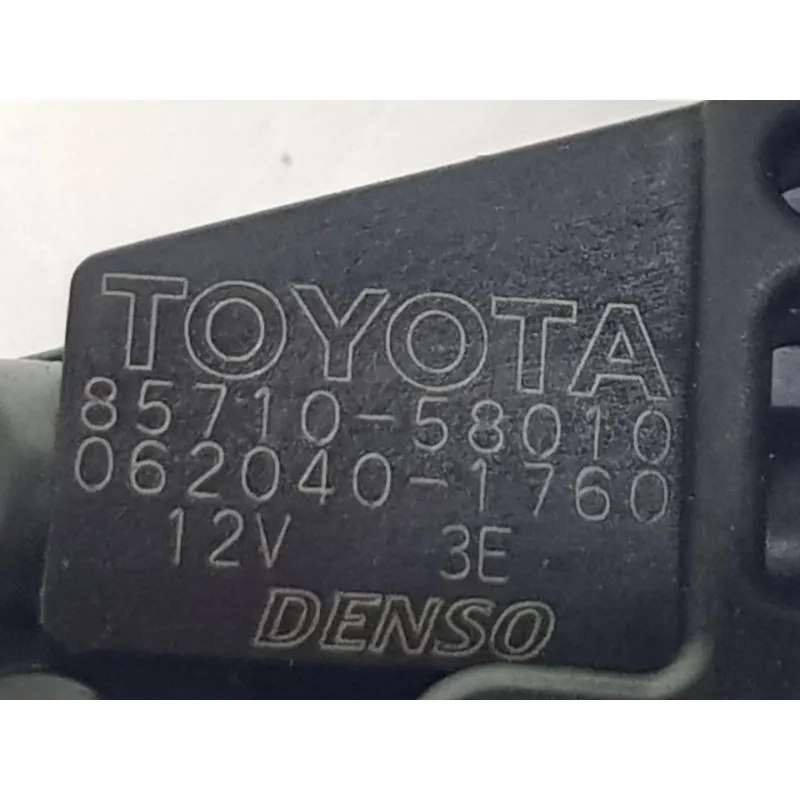 TOYOTA
85710-58010
062040-1760
12V 3E
DENSO